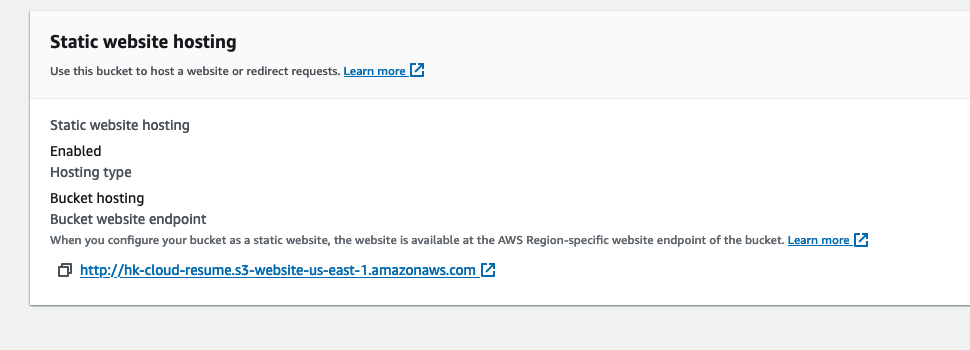 Static website hosting
Use this bucket to host a website or redirect requests. Learn more
Static website hosting
Enabled
Hosting type
Bucket hosting
Bucket website endpoint
When you configure your bucket as a static website, the website is available at the AWS Region-specific website endpoint of the bucket. Learn more
http://hk-cloud-resume.s3-website-us-east-1.amazonaws.com